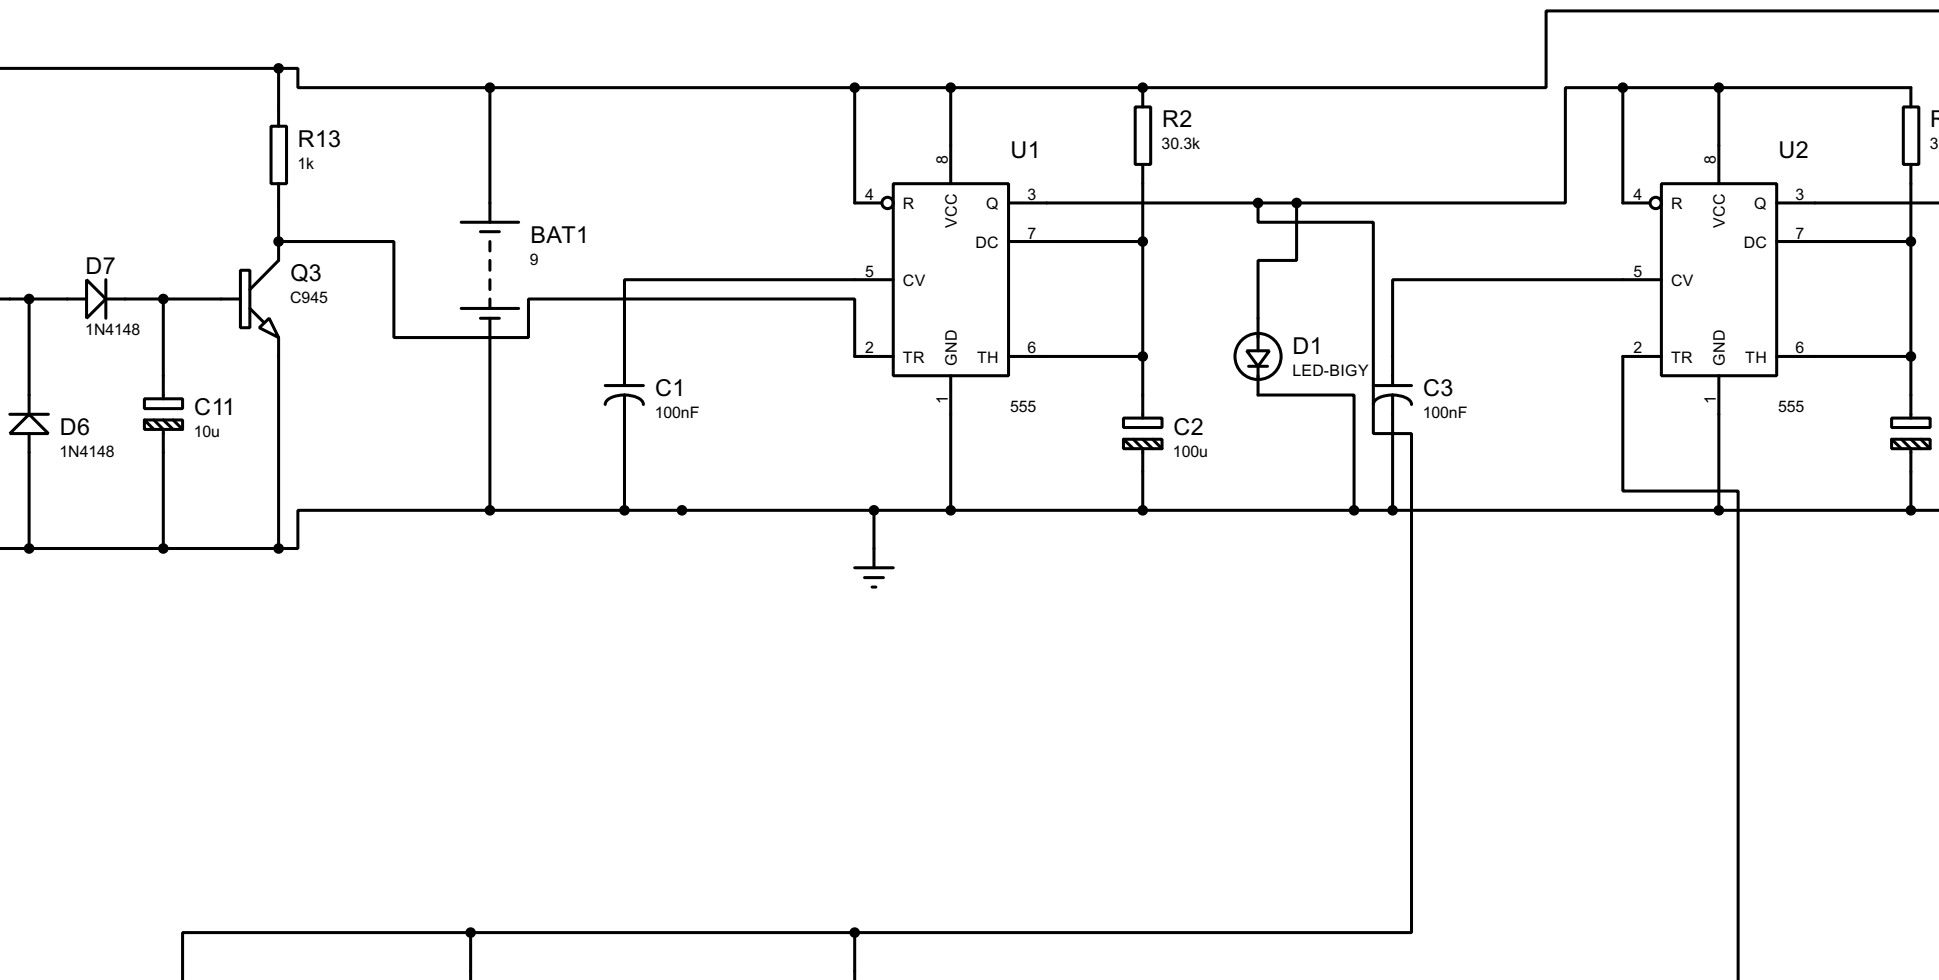 R13
1k
D7
1N4148
Q3
C945
D6
1N4148
C11
10u
BAT1
9
C1
100nF
U1
4
R
8
VCC
Q
3
DC
7
5
CV
2
TR
GND
TH
6
1
555
R2
30.3k
C2
100u
D1
LED-BIGY
C3
100nF
U2
4
R
8
VCC
Q
3
DC
7
5
CV
2
TR
GND
TH
6
1
555
R
3